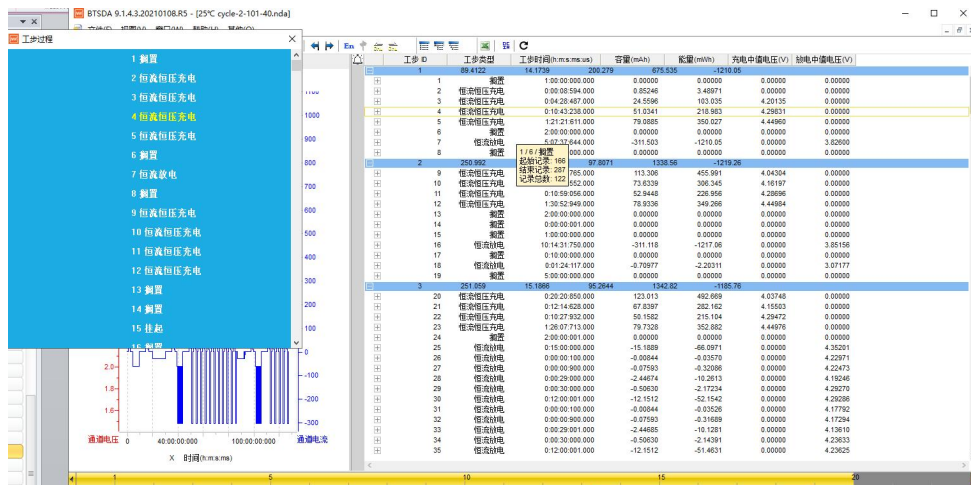 BTSDA 9.1.4.3.20210108.R5 - [25℃ cycle-2-101-40.nda]
工步过程
1 搁置
2 恒流恒压充电
3 恒流恒压充电
4 恒流恒压充电
5 恒流恒压充电
6 搁置
7 恒流放电
8 搁置
9 恒流恒压充电
10 恒流恒压充电
11 恒流恒压充电
12 恒流恒压充电
13 搁置
14 搁置
15 挂起
16 搁置
En
工步 ID 工步类型 工步时间(h:m:s:ms:us) 容量(mAh) 能量(mWh) 充电中值电压(V) 放电中值电压(V)
1 89.4122 14.1739 200.279 675.535 -1210.05
1 搁置 1:00:00:000.000 0.00000 0.00000 0.00000 0.00000
2 恒流恒压充电 0:00:08:594.000 0.85246 3.48971 0.00000 0.00000
3 恒流恒压充电 0:04:28:487.000 24.5596 103.035 4.20135 0.00000
4 恒流恒压充电 0:10:43:238.000 51.0341 218.983 4.29831 0.00000
5 恒流恒压充电 1:21:21:611.000 79.0885 350.027 4.44960 0.00000
6 搁置 2:00:00:000.000 0.00000 0.00000 0.00000 0.00000
7 恒流放电 5:07:37:644.000 -311.503 -1210.05 0.00000 3.82600
8 搁置 000.000 0.00000 0.00000 0.00000 0.00000
1 / 6 / 搁置
起始记录: 166
结束记录: 287
记录总数: 122
2 250.992 97.8071 1338.56 -1219.26
9 恒流恒压充电 765.000 113.306 455.991 4.04304 0.00000
10 恒流恒压充电 552.000 73.6339 306.345 4.16197 0.00000
11 恒流恒压充电 0:10:59:056.000 52.9448 226.956 4.28696 0.00000
12 恒流恒压充电 1:30:52:949.000 78.9336 349.266 4.44984 0.00000
13 搁置 2:00:00:000.000 0.00000 0.00000 0.00000 0.00000
14 搁置 0:00:00:001.000 0.00000 0.00000 0.00000 0.00000
15 搁置 1:00:00:000.000 0.00000 0.00000 0.00000 0.00000
16 恒流放电 10:14:31:750.000 -311.118 -1217.06 0.00000 3.85156
17 搁置 0:10:00:000.000 0.00000 0.00000 0.00000 0.00000
18 恒流放电 0:01:24:117.000 -0.70977 -2.20311 0.00000 3.07177
19 搁置 5:00:00:000.000 0.00000 0.00000 0.00000 0.00000
3 251.059 15.1866 95.2644 1342.82 -1185.76
20 恒流恒压充电 0:20:20:850.000 123.013 492.669 4.03748 0.00000
21 恒流恒压充电 0:12:14:628.000 67.8397 282.162 4.15503 0.00000
22 恒流恒压充电 0:10:27:932.000 50.1582 215.104 4.29472 0.00000
23 恒流恒压充电 1:26:07:713.000 79.7328 352.882 4.44976 0.00000
24 搁置 2:00:00:001.000 0.00000 0.00000 0.00000 0.00000
25 恒流放电 0:15:00:000.000 -15.1889 -66.0971 0.00000 4.35201
26 恒流放电 0:00:00:100.000 -0.00844 -0.03570 0.00000 4.22971
27 恒流放电 0:00:00:900.000 -0.07593 -0.32086 0.00000 4.22473
28 恒流放电 0:00:29:000.000 -2.44674 -10.2613 0.00000 4.19246
29 恒流放电 0:00:30:000.000 -0.50630 -2.17234 0.00000 4.29270
30 恒流放电 0:12:00:001.000 -12.1512 -52.1542 0.00000 4.29286
31 恒流放电 0:00:00:100.000 -0.00844 -0.03526 0.00000 4.17792
32 恒流放电 0:00:00:900.000 -0.07593 -0.31689 0.00000 4.17294
33 恒流放电 0:00:29:001.000 -2.44685 -10.1281 0.00000 4.13610
34 恒流放电 0:00:30:000.000 -0.50630 -2.14391 0.00000 4.23633
35 恒流放电 0:12:00:001.000 -12.1512 -51.4631 0.00000 4.23625
1000
900
800
700
600
500
400
300
200
100
0
-100
-200
-300
2.0
1.8
1.6
通道电压 0 40:00:00:000 100:00:00:000 通道电流
X 时间(h:m:s:ms)
1 5 10 15 20